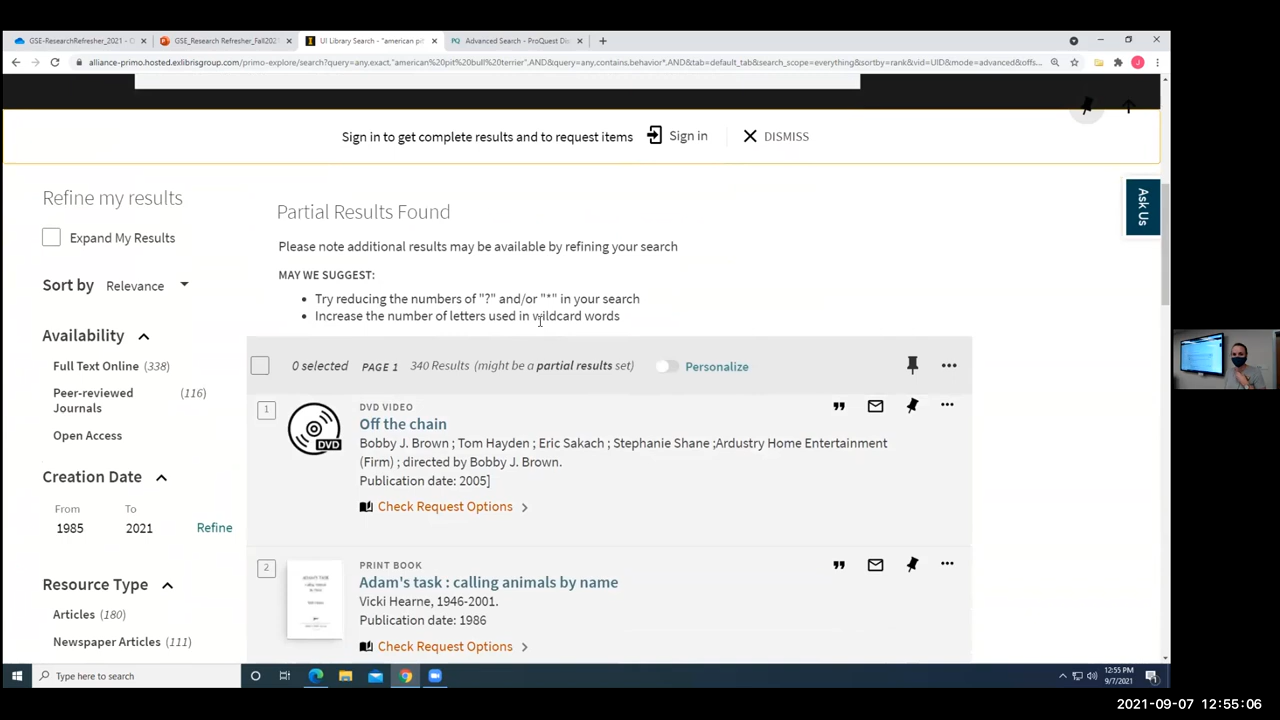 GSE-ResearchRefresher_2021 - O
GSE_Research Refresher_Fall2021
UI Library Search - "american pit
Advanced Search - ProQuest Dis
alliance-primo.hosted.exlibrisgroup.com/primo-explore/search?query=any,exact,"american%20pit%20bull%20terrier",AND&query=any,contains,behavior*,AND&tab=default_tab&search_scope=everything&sortby=rank&vid=UID&mode=advanced&offs...
Sign in to get complete results and to request items
Sign in
DISMISS
Ask Us
Refine my results
Expand My Results
Sort by Relevance
Availability
Full Text Online (338)
Peer-reviewed Journals (116)
Open Access
Creation Date
From To
1985 2021 Refine
Resource Type
Articles (180)
Newspaper Articles (111)
Partial Results Found
Please note additional results may be available by refining your search
MAY WE SUGGEST:
• Try reducing the numbers of "?" and/or "*" in your search
• Increase the number of letters used in wildcard words
0 selected PAGE 1 340 Results (might be a partial results set) Personalize
1
DVD
DVD VIDEO
Off the chain
Bobby J. Brown ; Tom Hayden ; Eric Sakach ; Stephanie Shane ;Ardustry Home Entertainment
(Firm) ; directed by Bobby J. Brown.
Publication date: 2005]
Check Request Options
2
PRINT BOOK
Adam's task : calling animals by name
Vicki Hearne, 1946-2001.
Publication date: 1986
Check Request Options
Type here to search
12:55 PM
9/7/2021
2021-09-07 12:55:06